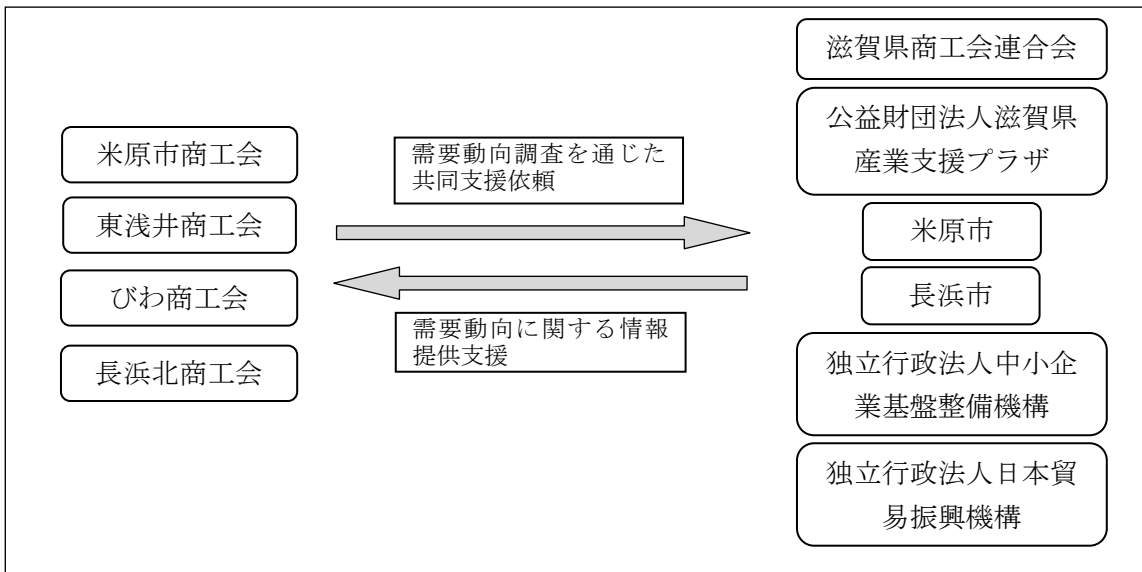 米原市商工会
東浅井商工会
びわ商工会
長浜北商工会
需要動向調査を通じた
共同支援依頼
需要動向に関する情報
提供支援
滋賀県商工会連合会
公益財団法人滋賀県
産業支援プラザ
米原市
長浜市
独立行政法人中小企
業基盤整備機構
独立行政法人日本貿
易振興機構